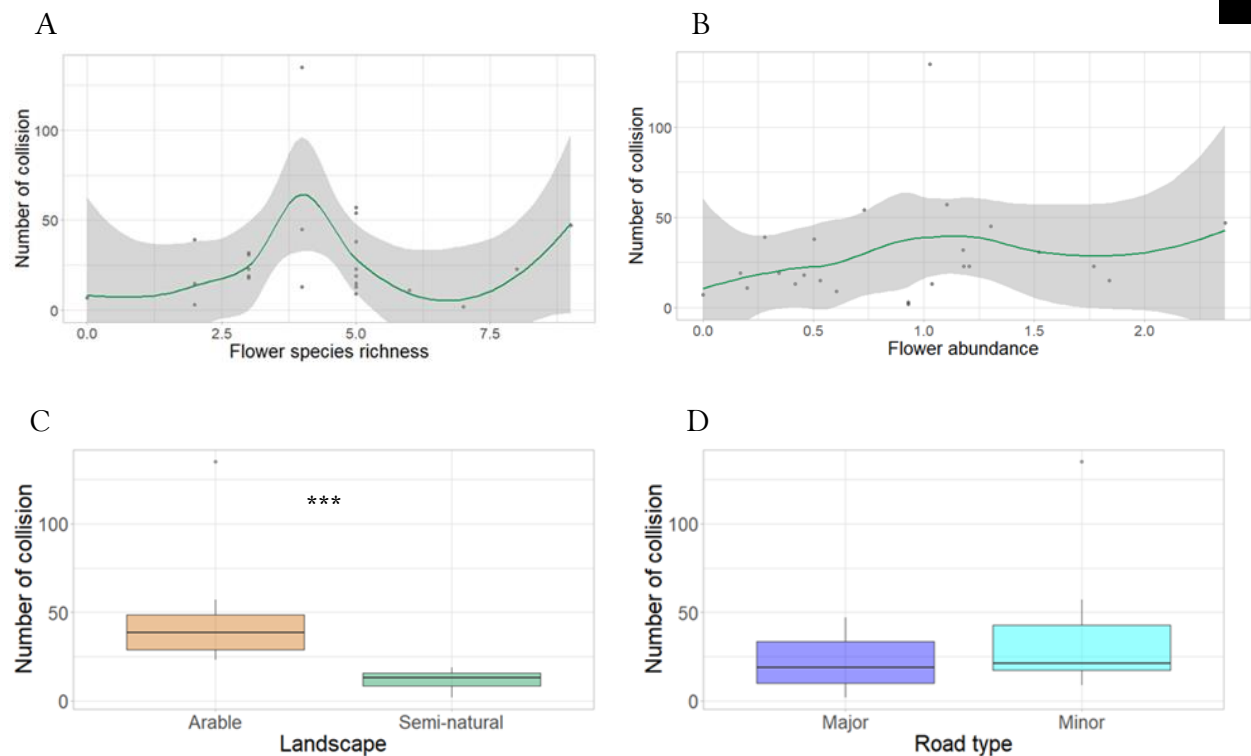 A
Number of collision
100
50
0
0.0 2.5 5.0 7.5
Flower species richness
B
Number of collision
100
50
0
0.0 0.5 1.0 1.5 2.0
Flower abundance
C
Number of collision
100
50
0
***
Arable Semi-natural
Landscape
D
Number of collision
100
50
0
Major Minor
Road type